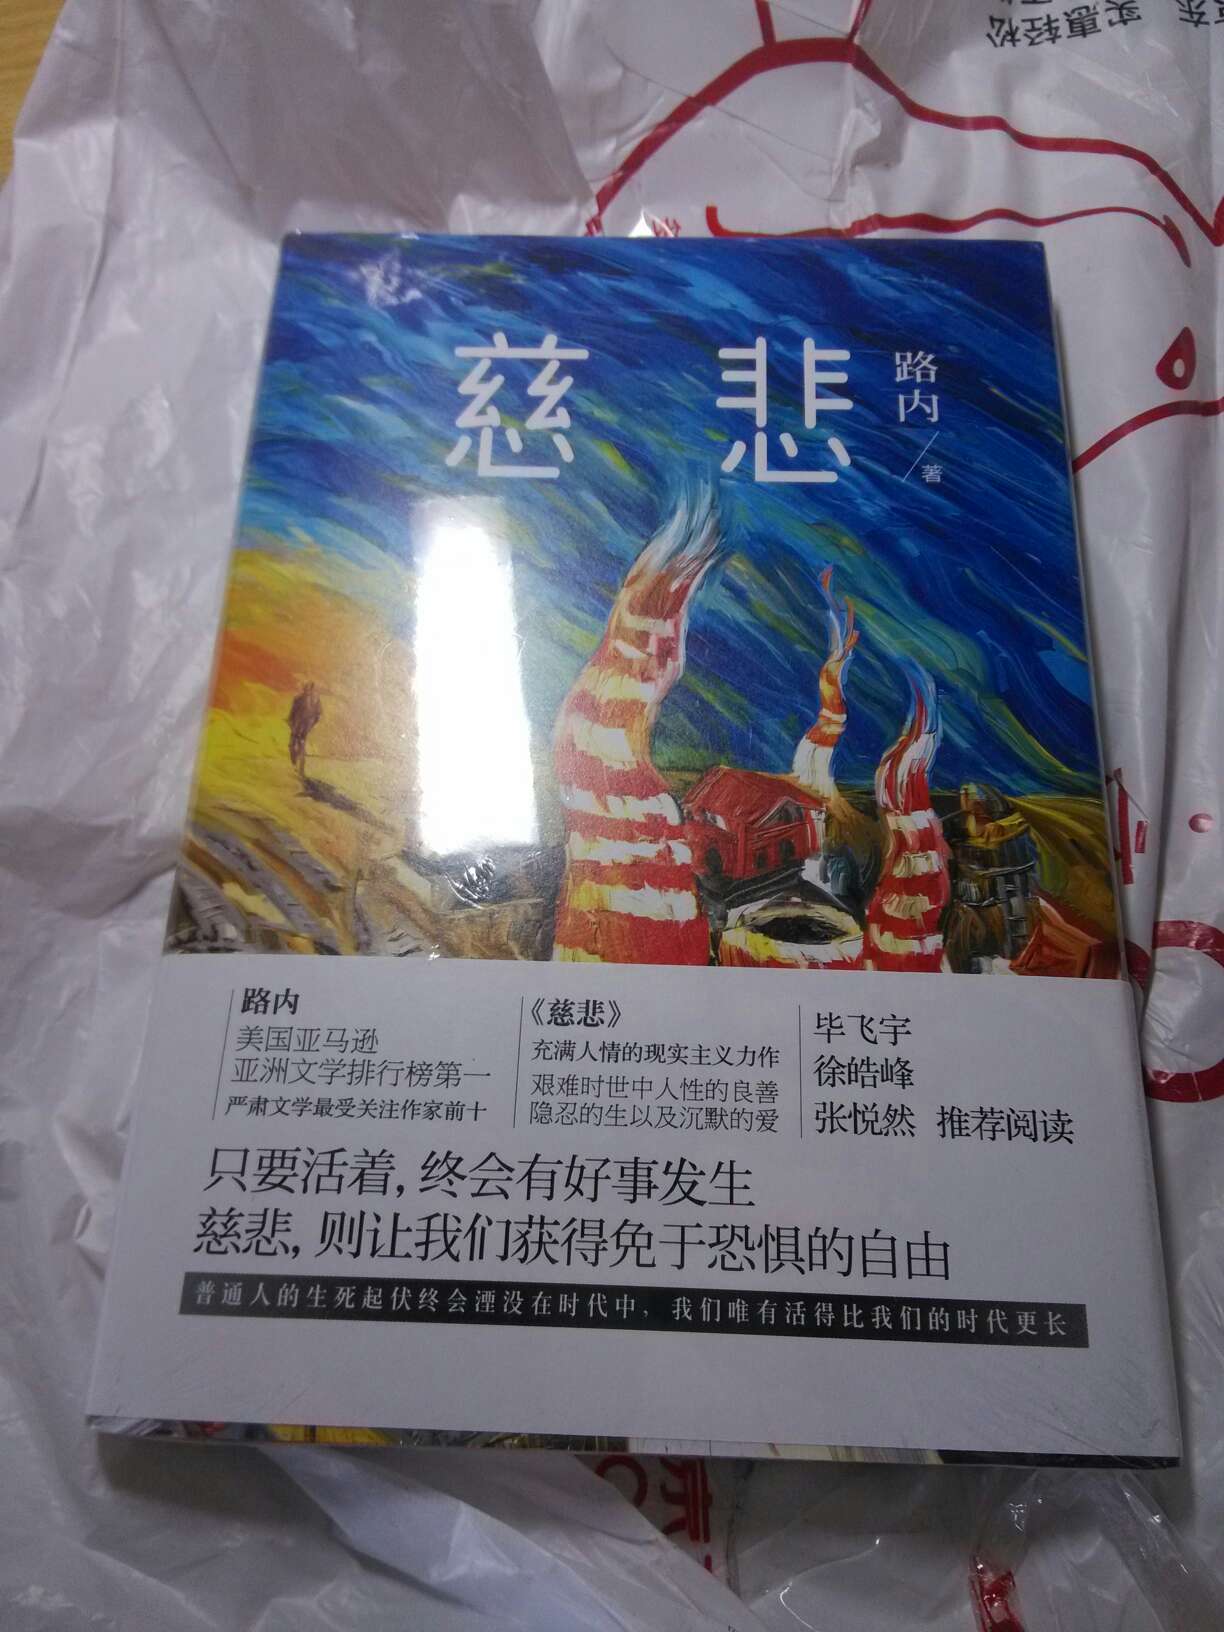 实惠轻松
慈悲
路内
著
路内
美国亚马逊
亚洲文学排行榜第一
严肃文学最受关注作家前十
《慈悲》
充满人情的现实主义力作
艰难时世中人性的良善
隐忍的生以及沉默的爱
毕飞宇
徐皓峰
张悦然 推荐阅读
只要活着,终会有好事发生
慈悲,则让我们获得免于恐惧的自由
普通人的生死起伏终会湮没在时代中,我们唯有活得比我们的时代更长